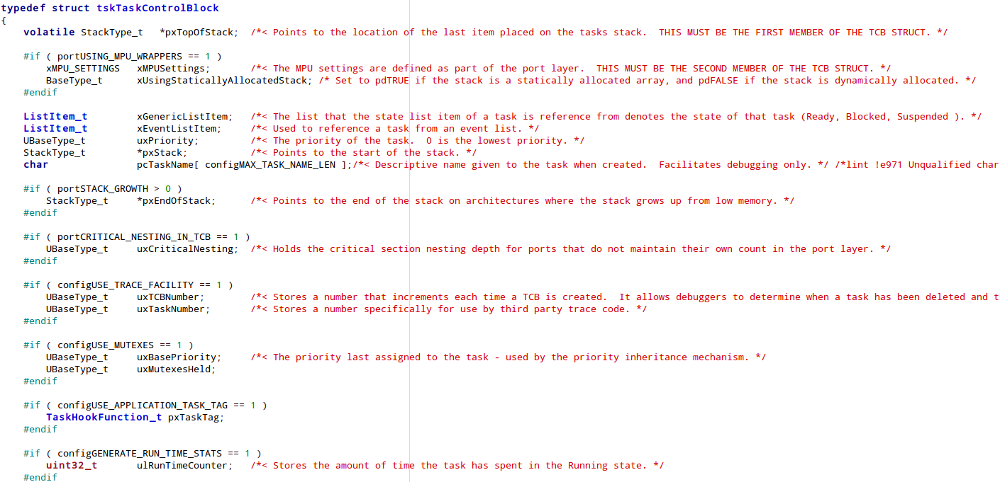 typedef struct tskTaskControlBlock
{
    volatile StackType_t   *pxTopOfStack;  /*< Points to the location of the last item placed on the tasks stack.  THIS MUST BE THE FIRST MEMBER OF THE TCB STRUCT. */
    #if ( portUSING_MPU_WRAPPERS == 1 )
        xMPU_SETTINGS   xMPUSettings;       /*< The MPU settings are defined as part of the port layer.  THIS MUST BE THE SECOND MEMBER OF THE TCB STRUCT. */
        BaseType_t      xUsingStaticallyAllocatedStack; /* Set to pdTRUE if the stack is a statically allocated array, and pdFALSE if the stack is dynamically allocated. */
    #endif
    ListItem_t         xGenericListItem;   /*< The list that the state list item of a task is reference from denotes the state of that task (Ready, Blocked, Suspended ). */
    ListItem_t         xEventListItem;     /*< Used to reference a task from an event list. */
    UBaseType_t         uxPriority;         /*< The priority of the task.  0 is the lowest priority. */
    StackType_t         *pxStack;           /*< Points to the start of the stack. */
    char                pcTaskName[ configMAX_TASK_NAME_LEN ];/*< Descriptive name given to the task when created.  Facilitates debugging only. */ /*lint !e971 Unqualified char
    #if ( portSTACK_GROWTH > 0 )
        StackType_t     *pxEndOfStack;      /*< Points to the end of the stack on architectures where the stack grows up from low memory. */
    #endif
    #if ( portCRITICAL_NESTING_IN_TCB == 1 )
        UBaseType_t     uxCriticalNesting;  /*< Holds the critical section nesting depth for ports that do not maintain their own count in the port layer. */
    #endif
    #if ( configUSE_TRACE_FACILITY == 1 )
        UBaseType_t     uxTCBNumber;        /*< Stores a number that increments each time a TCB is created.  It allows debuggers to determine when a task has been deleted and t
        UBaseType_t     uxTaskNumber;       /*< Stores a number specifically for use by third party trace code. */
    #endif
    #if ( configUSE_MUTEXES == 1 )
        UBaseType_t     uxBasePriority;     /*< The priority last assigned to the task - used by the priority inheritance mechanism. */
        UBaseType_t     uxMutexesHeld;
    #endif
    #if ( configUSE_APPLICATION_TASK_TAG == 1 )
        TaskHookFunction_t pxTaskTag;
    #endif
    #if ( configGENERATE_RUN_TIME_STATS == 1 )
        uint32_t       ulRunTimeCounter;   /*< Stores the amount of time the task has spent in the Running state. */
    #endif